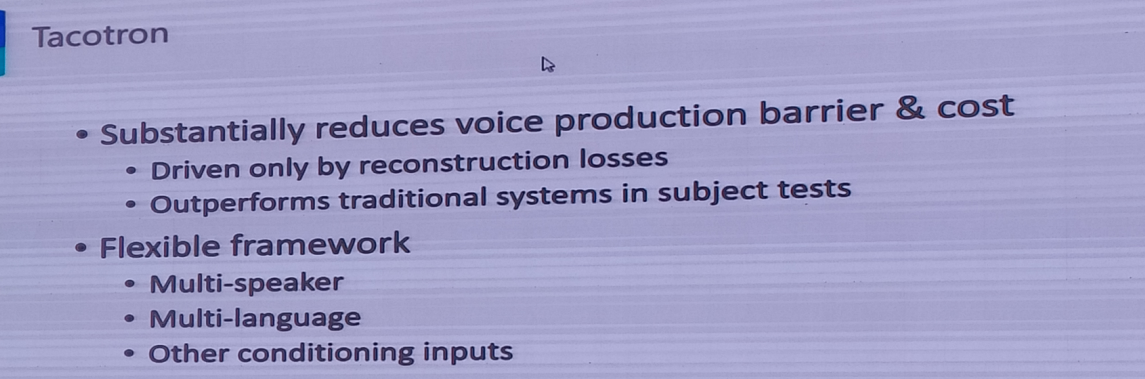 Tacotron
• Substantially reduces voice production barrier & cost
• Driven only by reconstruction losses
• Outperforms traditional systems in subject tests
• Flexible framework
• Multi-speaker
• Multi-language
• Other conditioning inputs